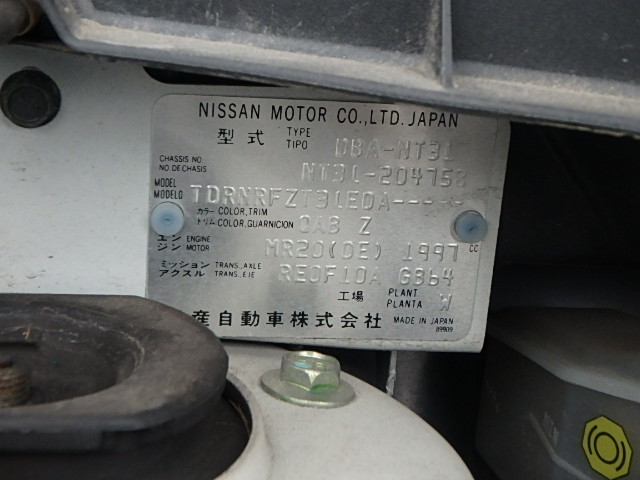 NISSAN MOTOR CO., LTD. JAPAN
型式 TYPE TIPO DBA-NT31
CHASSIS NO. NO.DE CHASIS NT31-204758
MODEL MODELO TDRNRFZT31EDA-----
カラー トリム COLOR, TRIM COLOR, GUARNICION QAB Z
エンジン ENGINE MOTOR MR20(DE) 1997 CC
ミッション アクスル TRANS., AXLE TRANS., EJE RE0F10A GB64
工場 PLANT PLANTA W
産自動車株式会社 MADE IN JAPAN
89909